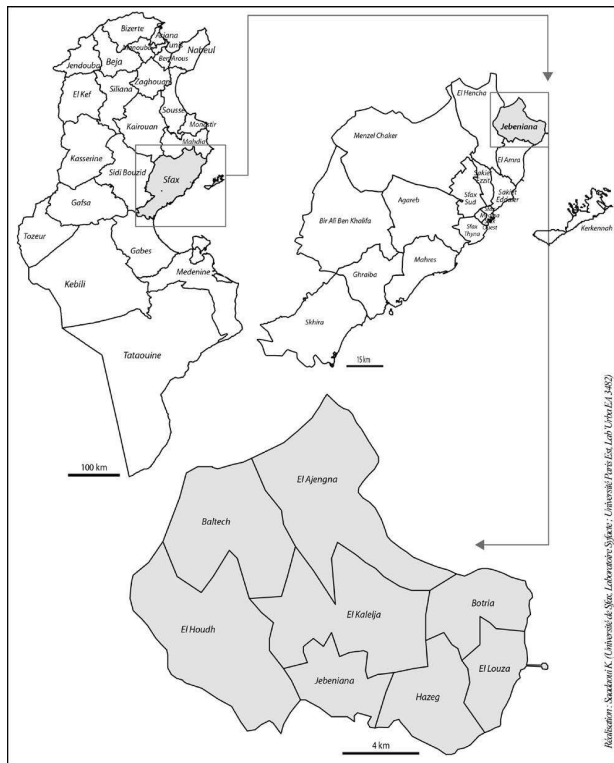 Bizerte
Ariana
Tunis
Manouba
Nabeul
Ben Arous
Jendouba
Beja
Zaghouan
El Kef
Siliana
Sousse
Monastir
Kairouan
Mahdia
Kasserine
Sidi Bouzid
Sfax
Gafsa
Tozeur
Gabes
Medenine
Kebili
Tataouine
100 km
El Hencha
Jebeniana
Menzel Chaker
El Amra
Sakiet
Ezzit
Sakiet
Eddaier
Sfax
Sud
Agareb
Bir Ali Ben Khalifa
Sfax
Thyna
Kerkennah
Mahres
Ghraiba
Skhira
15 km
El Ajengna
Baltech
Botria
El Kalelja
El Houdh
El Louza
Jebeniana
Hazeg
4 km
Réalisation : Saadaoui K. (Université de Sfax, Laboratoire Syfacte ; Université Paris Est, Lab'Urba EA 3482)